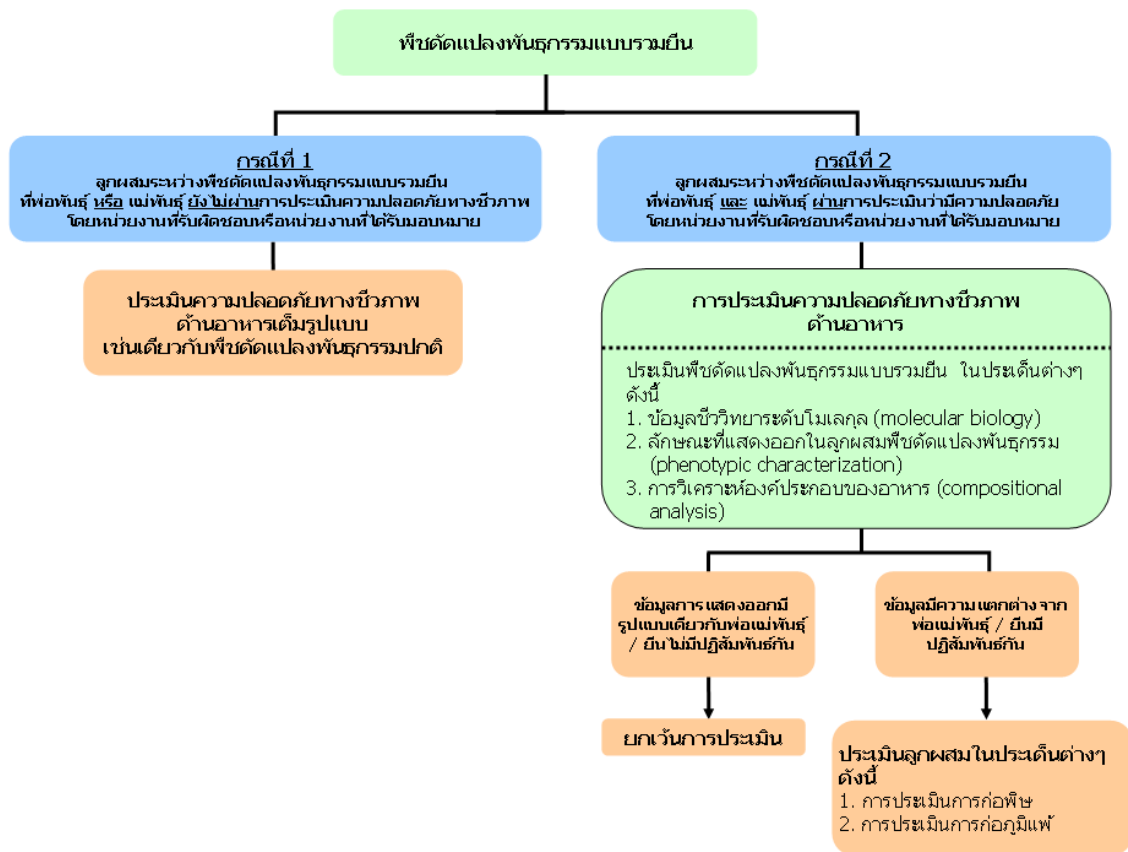 พืชดัดแปลงพันธุกรรมแบบรวมยีน
กรณีที่ 1
ลูกผสมระหว่างพืชดัดแปลงพันธุกรรมแบบรวมยีน
ที่พ่อพันธุ์ หรือ แม่พันธุ์ ยังไม่ผ่านการประเมินความปลอดภัยทางชีวภาพ
โดยหน่วยงานที่รับผิดชอบหรือหน่วยงานที่ได้รับมอบหมาย
ประเมินความปลอดภัยทางชีวภาพ
ด้านอาหารเต็มรูปแบบ
เช่นเดียวกับพืชดัดแปลงพันธุกรรมปกติ
กรณีที่ 2
ลูกผสมระหว่างพืชดัดแปลงพันธุกรรมแบบรวมยีน
ที่พ่อพันธุ์ และ แม่พันธุ์ ผ่านการประเมินว่ามีความปลอดภัย
โดยหน่วยงานที่รับผิดชอบหรือหน่วยงานที่ได้รับมอบหมาย
การประเมินความปลอดภัยทางชีวภาพ
ด้านอาหาร
ประเมินพืชดัดแปลงพันธุกรรมแบบรวมยีน ในประเด็นต่างๆ
ดังนี้
1. ข้อมูลชีววิทยาระดับโมเลกุล (molecular biology)
2. ลักษณะที่แสดงออกในลูกผสมพืชดัดแปลงพันธุกรรม
(phenotypic characterization)
3. การวิเคราะห์องค์ประกอบของอาหาร (compositional
analysis)
ข้อมูลการแสดงออกมี
รูปแบบเดียวกับพ่อแม่พันธุ์
/ ยีนไม่มีปฏิสัมพันธ์กัน
ยกเว้นการประเมิน
ข้อมูลมีความแตกต่างจาก
พ่อแม่พันธุ์ / ยีนมี
ปฏิสัมพันธ์กัน
ประเมินลูกผสมในประเด็นต่างๆ
ดังนี้
1. การประเมินการก่อพิษ
2. การประเมินการก่อภูมิแพ้